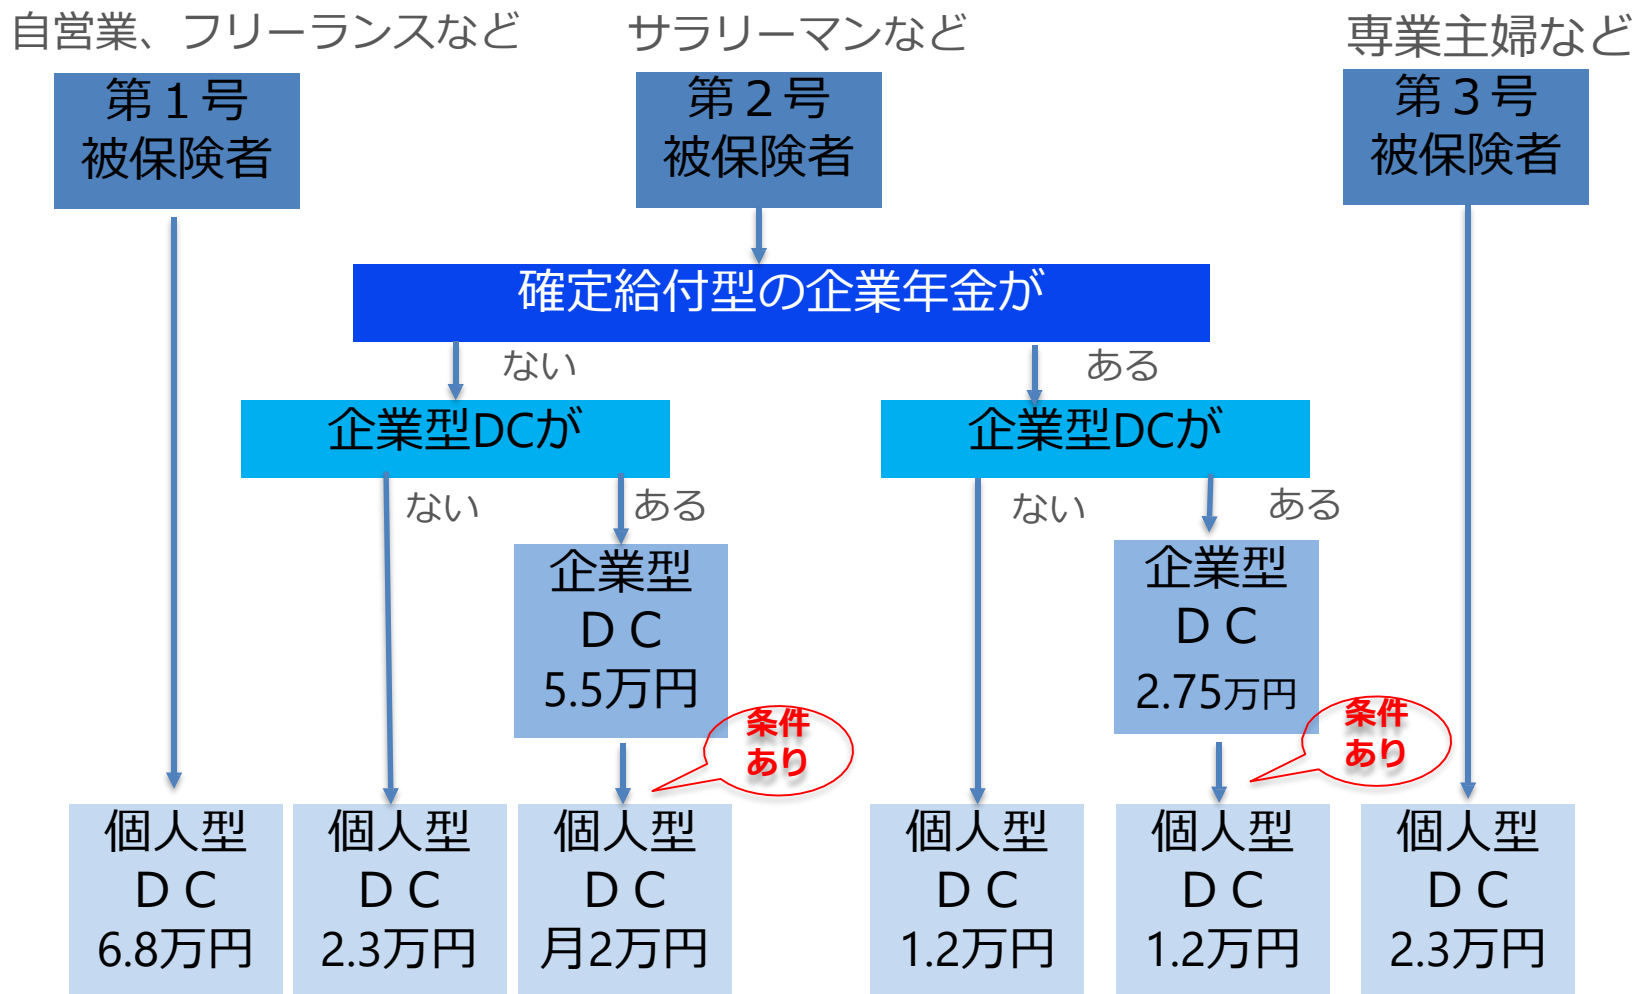 自営業、フリーランスなど
サラリーマンなど
専業主婦など
第１号
被保険者
第２号
被保険者
第３号
被保険者
確定給付型の企業年金が
ない
ある
企業型DCが
企業型DCが
ない
ある
ない
ある
企業型
ＤＣ
5.5万円
企業型
ＤＣ
2.75万円
条件
あり
条件
あり
個人型
ＤＣ
6.8万円
個人型
ＤＣ
2.3万円
個人型
ＤＣ
月2万円
個人型
ＤＣ
1.2万円
個人型
ＤＣ
1.2万円
個人型
ＤＣ
2.3万円